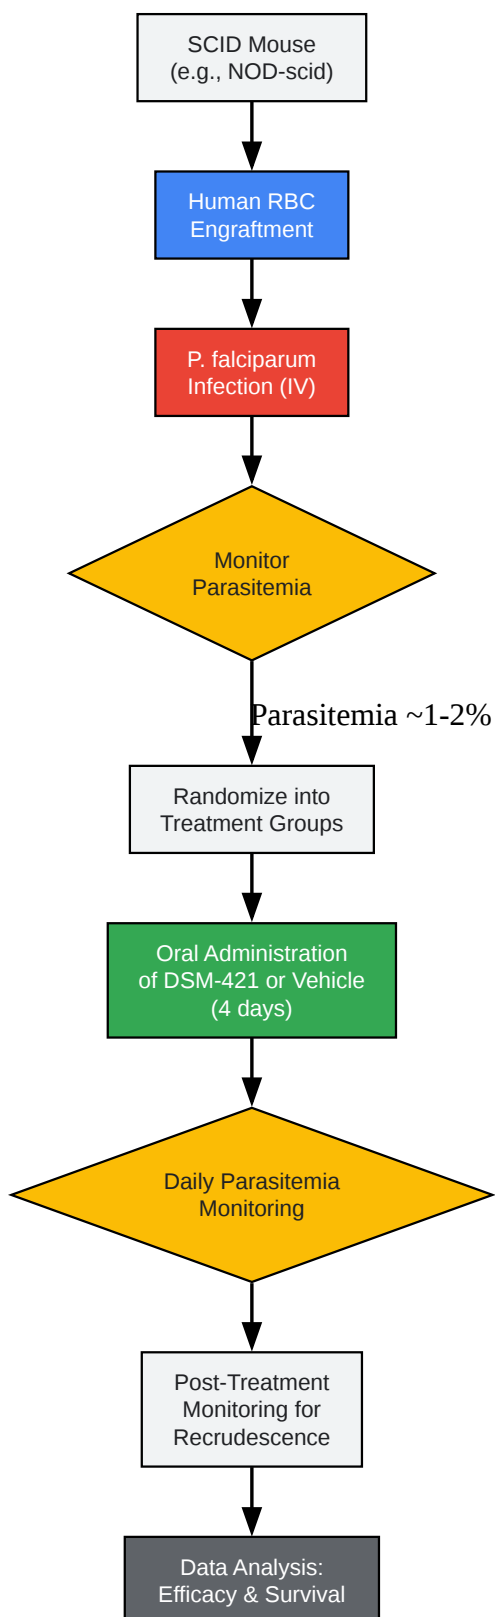 SCID Mouse
(e.g., NOD-scid)
Human RBC
Engraftment
P. falciparum
Infection (IV)
Monitor
Parasitemia
Parasitemia ~1-2%
Randomize into
Treatment Groups
Oral Administration
of DSM-421 or Vehicle
(4 days)
Daily Parasitemia
Monitoring
Post-Treatment
Monitoring for
Recrudescence
Data Analysis:
Efficacy & Survival